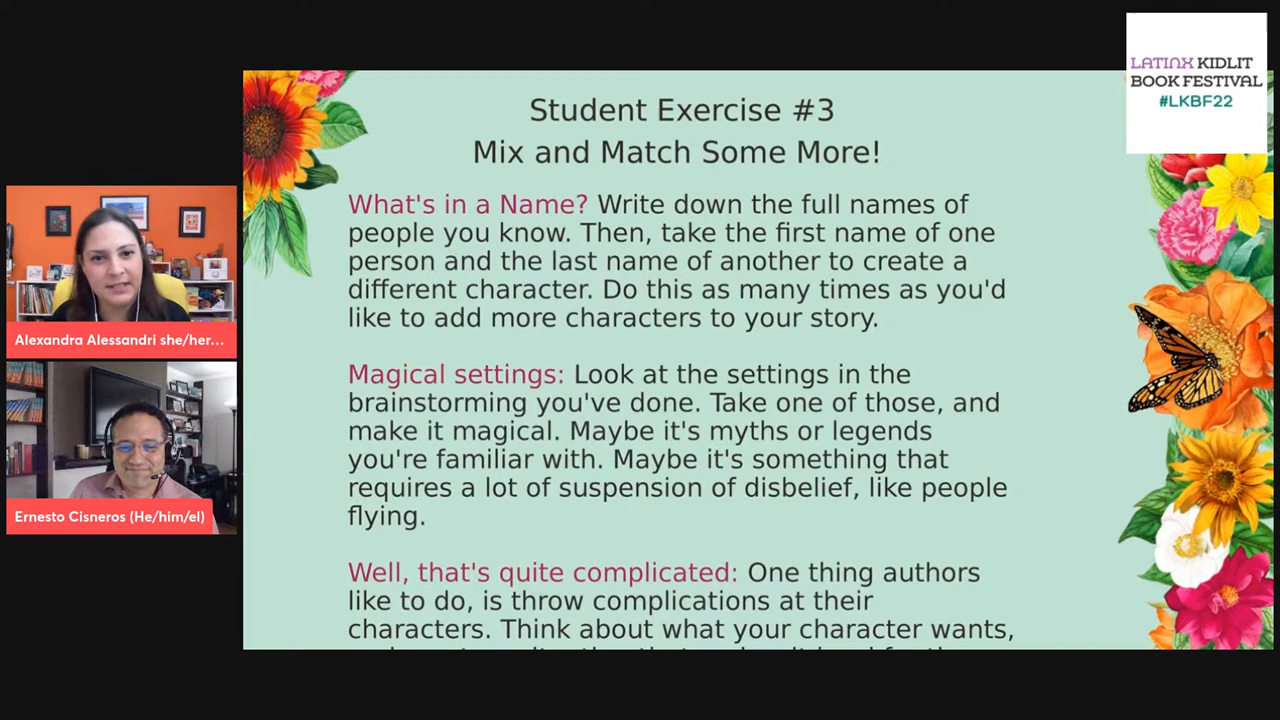 LATINX KIDLIT
BOOK FESTIVAL
#LKBF22
Student Exercise #3
Mix and Match Some More!
What's in a Name? Write down the full names of
people you know. Then, take the first name of one
person and the last name of another to create a
different character. Do this as many times as you'd
like to add more characters to your story.
Magical settings: Look at the settings in the
brainstorming you've done. Take one of those, and
make it magical. Maybe it's myths or legends
you're familiar with. Maybe it's something that
requires a lot of suspension of disbelief, like people
flying.
Well, that's quite complicated: One thing authors
like to do, is throw complications at their
characters. Think about what your character wants,
Alexandra Alessandri she/her...
Ernesto Cisneros (He/him/el)